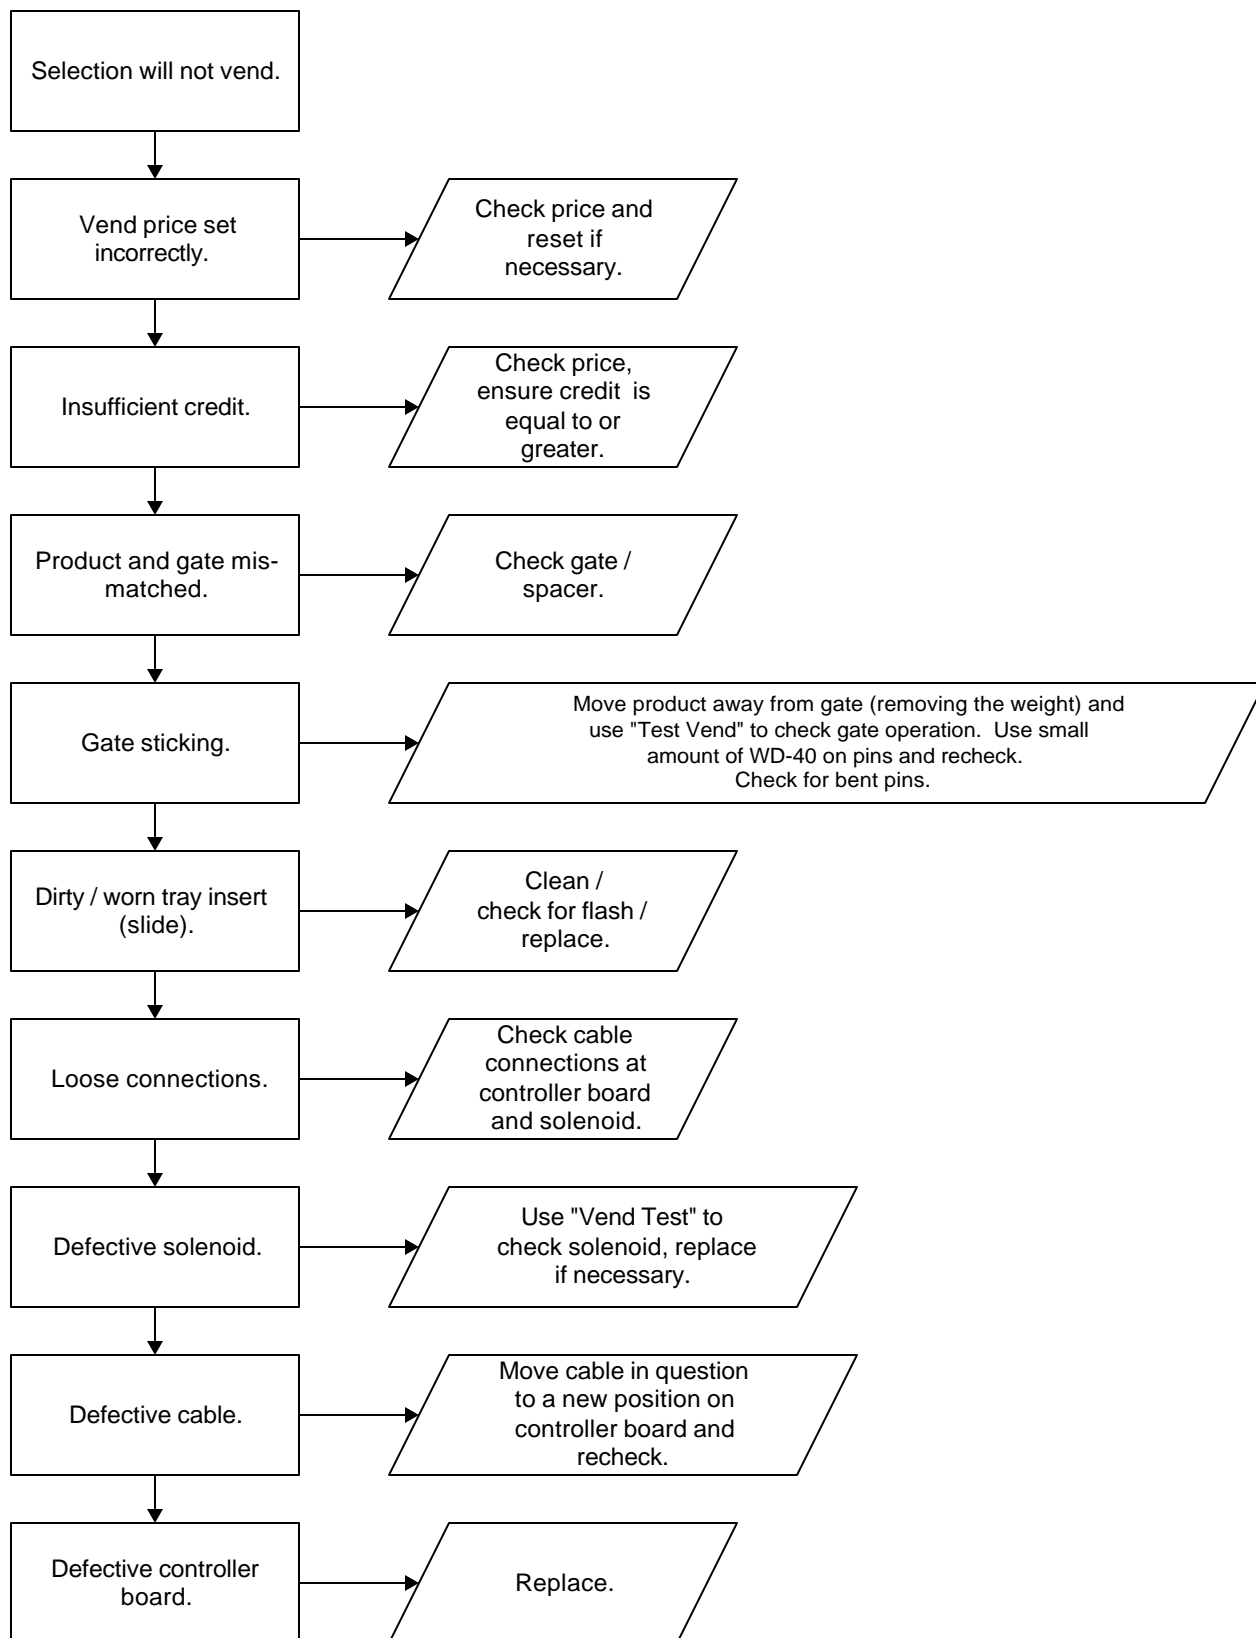 Selection will not vend.
Vend price set
incorrectly.
Check price and
reset if
necessary.
Insufficient credit.
Check price,
ensure credit  is
equal to or
greater.
Product and gate mis-
matched.
Check gate /
spacer.
Gate sticking.
Move product away from gate (removing the weight) and
use "Test Vend" to check gate operation.  Use small
amount of WD-40 on pins and recheck.
Check for bent pins.
Dirty / worn tray insert
(slide).
Clean /
check for flash /
replace.
Loose connections.
Check cable
connections at
controller board
and solenoid.
Defective solenoid.
Use "Vend Test" to
check solenoid, replace
if necessary.
Defective cable.
Move cable in question
to a new position on
controller board and
recheck.
Defective controller
board.
Replace.